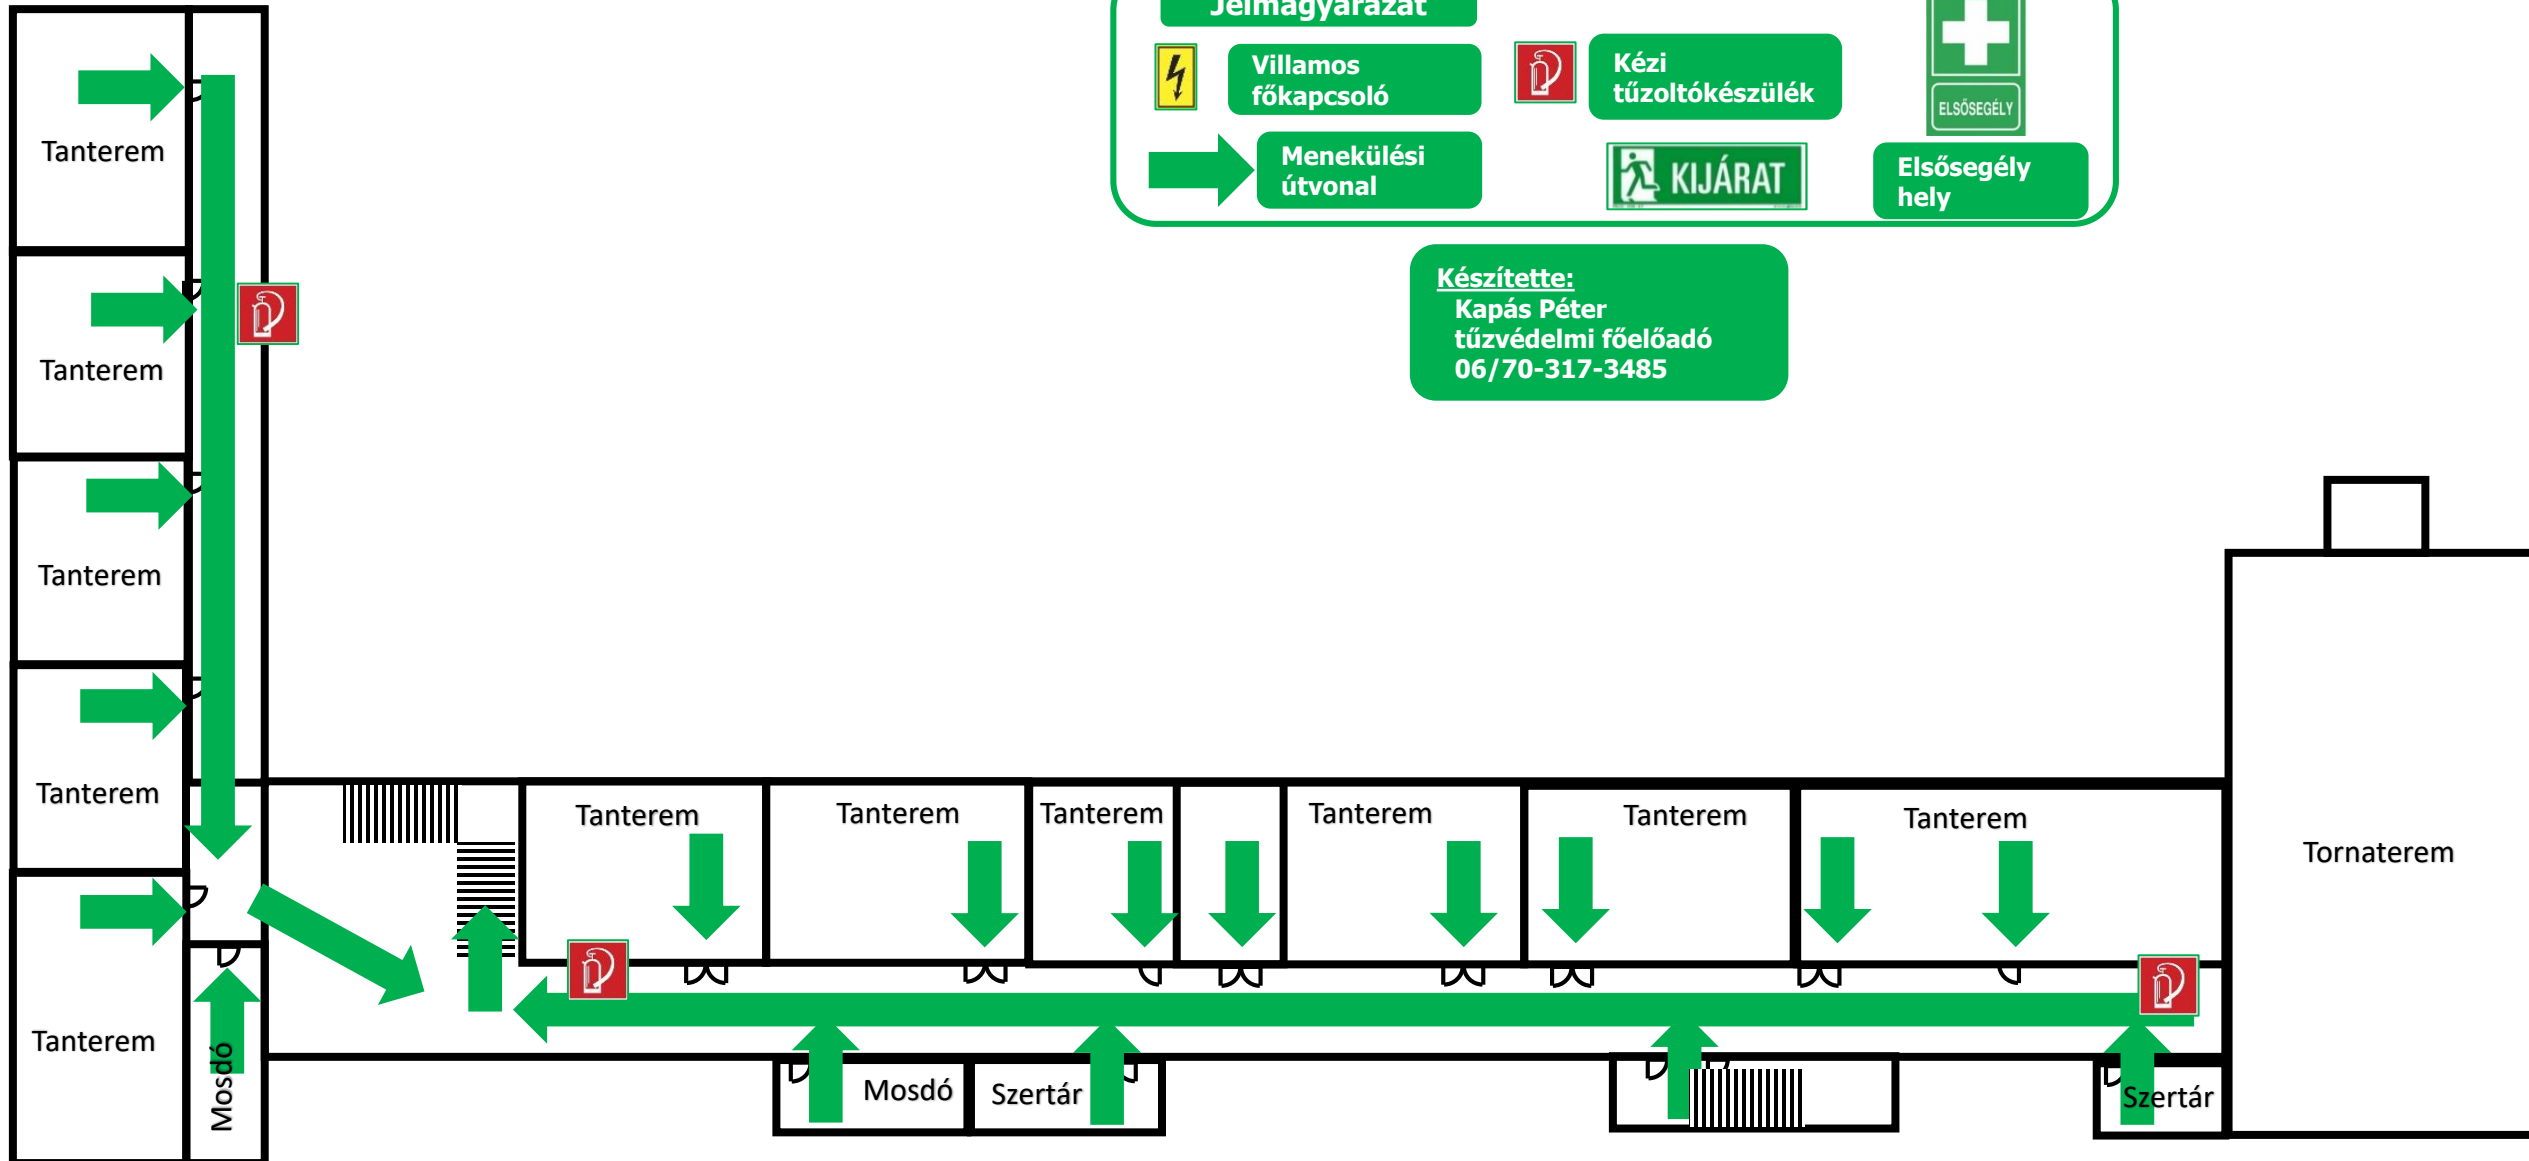 Jelmagyarázat
Villamos
főkapcsoló
Kézi
tűzoltókészülék
ELSŐSEGÉLY
Menekülési
útvonal
KIJÁRAT
Elsősegély
hely
Készítette:
Kapás Péter
tűzvédelmi főelőadó
06/70-317-3485
Tanterem
Tanterem
Tanterem
Tanterem
Tanterem
Mosdó
Tanterem
Tanterem
Tanterem
Tanterem
Tanterem
Tanterem
Tornaterem
Mosdó
Szertár
Szertár